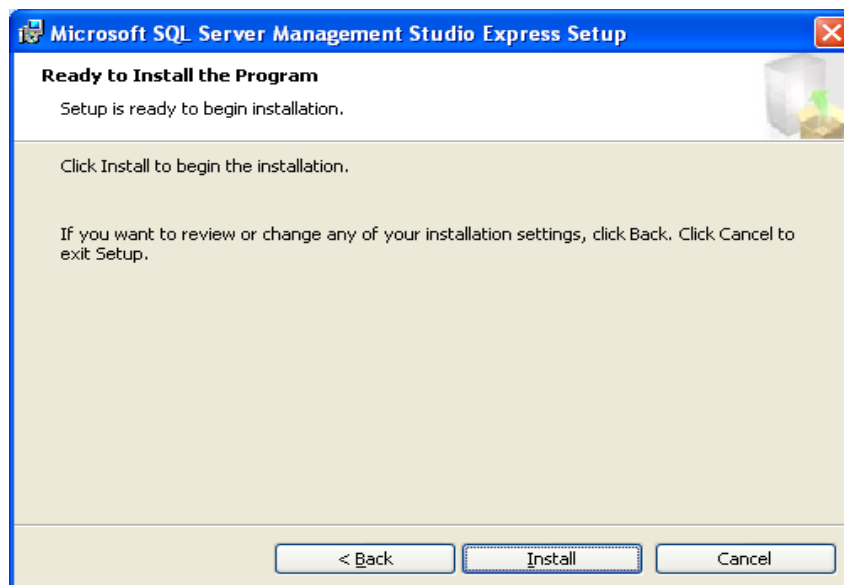 Microsoft SQL Server Management Studio Express Setup
Ready to Install the Program
Setup is ready to begin installation.
Click Install to begin the installation.
If you want to review or change any of your installation settings, click Back. Click Cancel to
exit Setup.
< Back
Install
Cancel